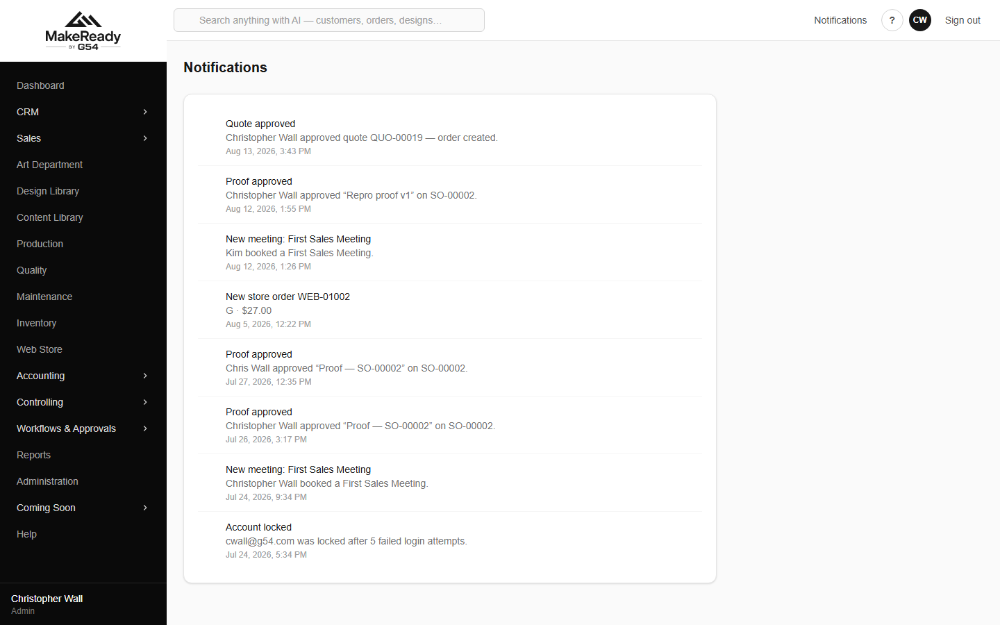 MakeReady
BY G54
Search anything with AI — customers, orders, designs...
Notifications
?
CW
Sign out
Dashboard
CRM
Sales
Art Department
Design Library
Content Library
Production
Quality
Maintenance
Inventory
Web Store
Accounting
Controlling
Workflows & Approvals
Reports
Administration
Coming Soon
Help
Christopher Wall
Admin
Notifications
Quote approved
Christopher Wall approved quote QUO-00019 — order created.
Aug 13, 2026, 3:43 PM
Proof approved
Christopher Wall approved “Repro proof v1” on SO-00002.
Aug 12, 2026, 1:55 PM
New meeting: First Sales Meeting
Kim booked a First Sales Meeting.
Aug 12, 2026, 1:26 PM
New store order WEB-01002
G · $27.00
Aug 5, 2026, 12:22 PM
Proof approved
Chris Wall approved “Proof — SO-00002” on SO-00002.
Jul 27, 2026, 12:35 PM
Proof approved
Christopher Wall approved “Proof — SO-00002” on SO-00002.
Jul 26, 2026, 3:17 PM
New meeting: First Sales Meeting
Christopher Wall booked a First Sales Meeting.
Jul 24, 2026, 9:34 PM
Account locked
cwall@g54.com was locked after 5 failed login attempts.
Jul 24, 2026, 5:34 PM